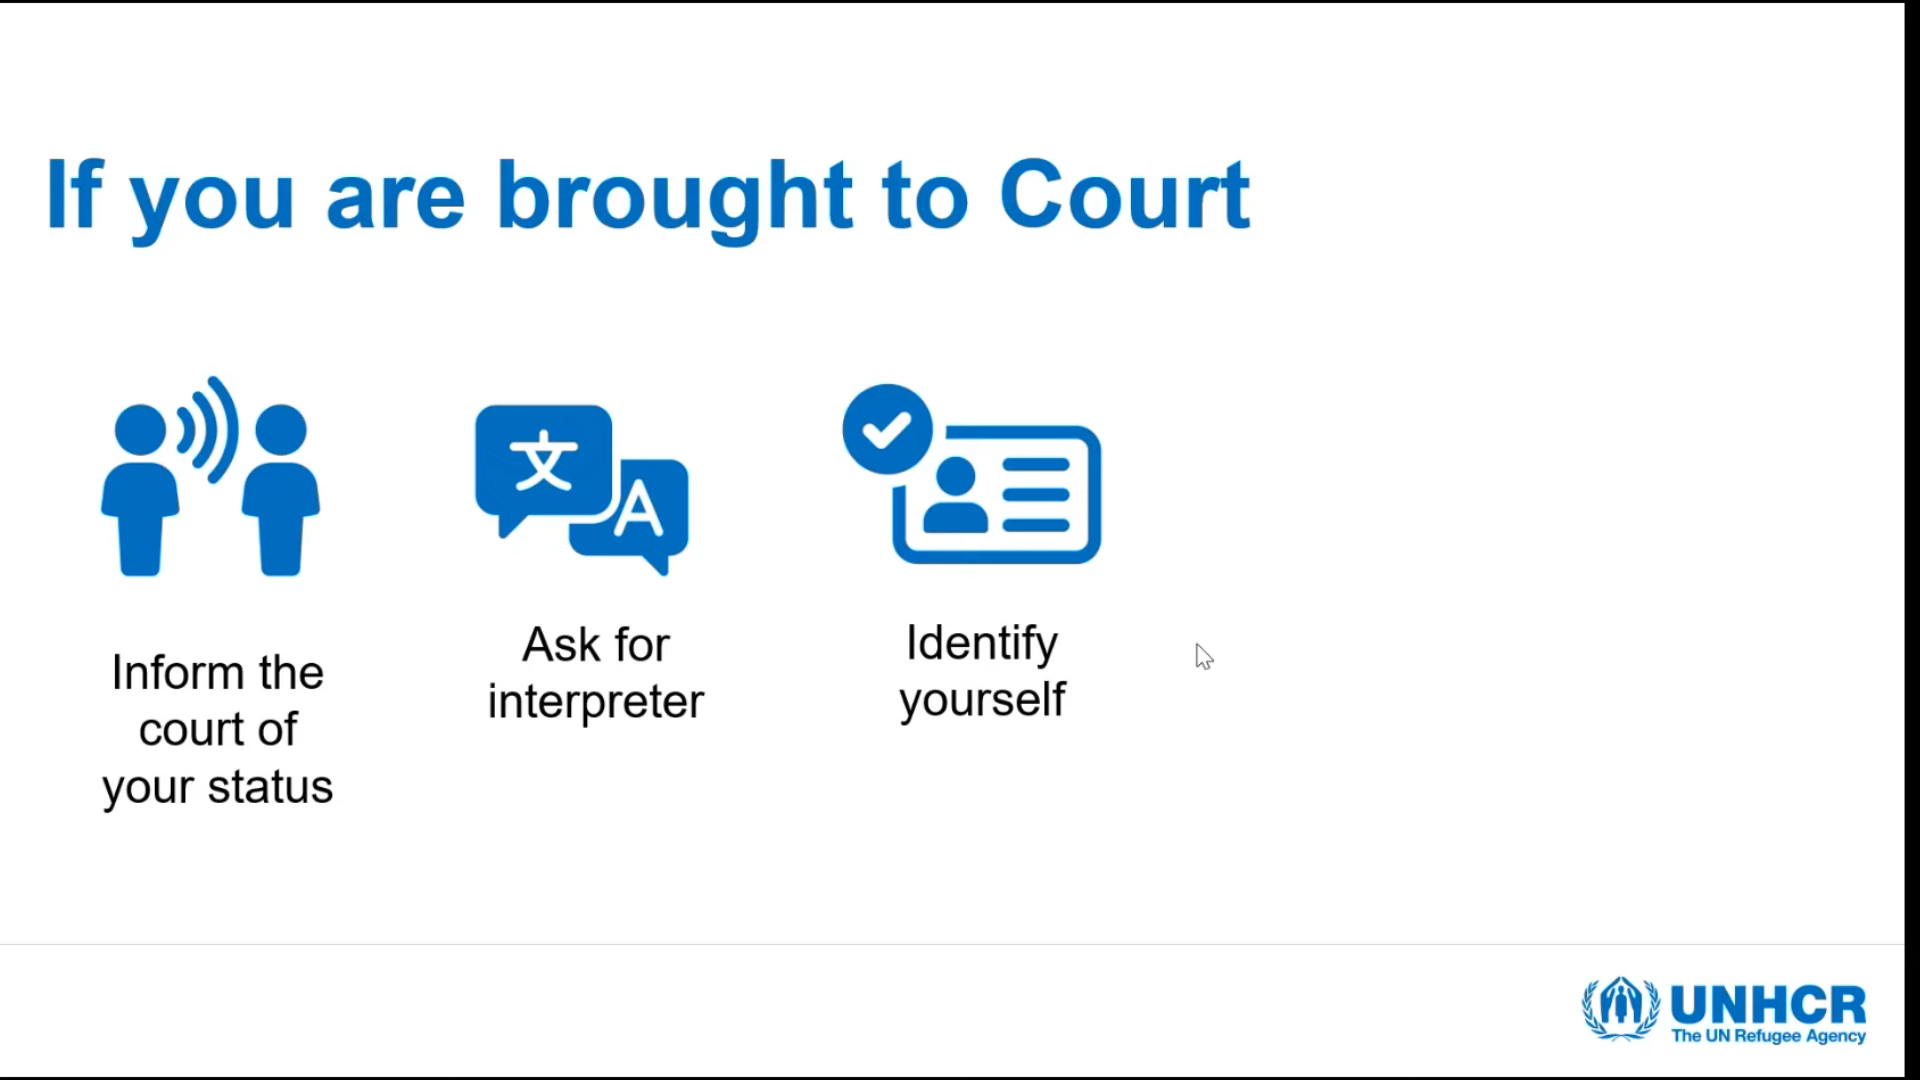 If you are brought to Court
文
A
Inform the
court of
your status
Ask for
interpreter
Identify
yourself
UNHCR
The UN Refugee Agency